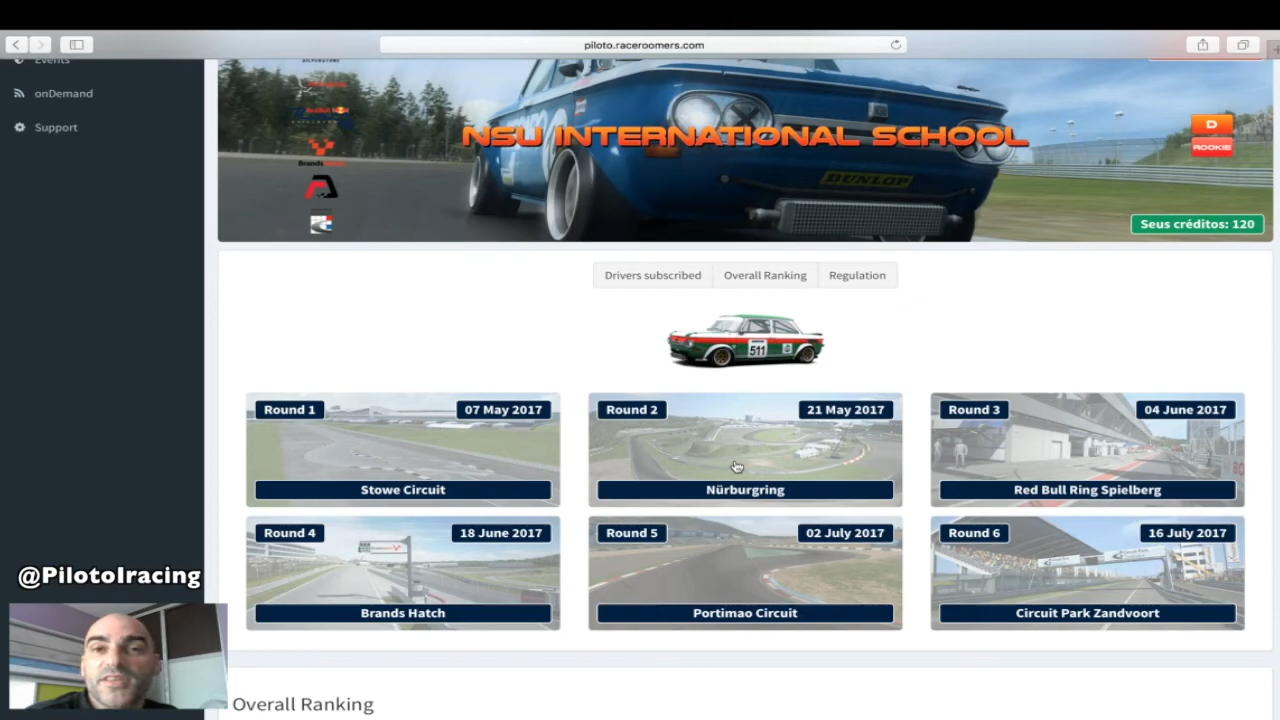 piloto.raceroomers.com
Events
onDemand
Support
NSU INTERNATIONAL SCHOOL
D
ROOKIE
DUNLOP
Seus créditos: 120
Drivers subscribed
Overall Ranking
Regulation
511
Round 1
07 May 2017
Stowe Circuit
Round 2
21 May 2017
Nürburgring
Round 3
04 June 2017
Red Bull Ring Spielberg
Round 4
18 June 2017
Brands Hatch
Round 5
02 July 2017
Portimao Circuit
Round 6
16 July 2017
Circuit Park Zandvoort
@PilotoIracing
Overall Ranking